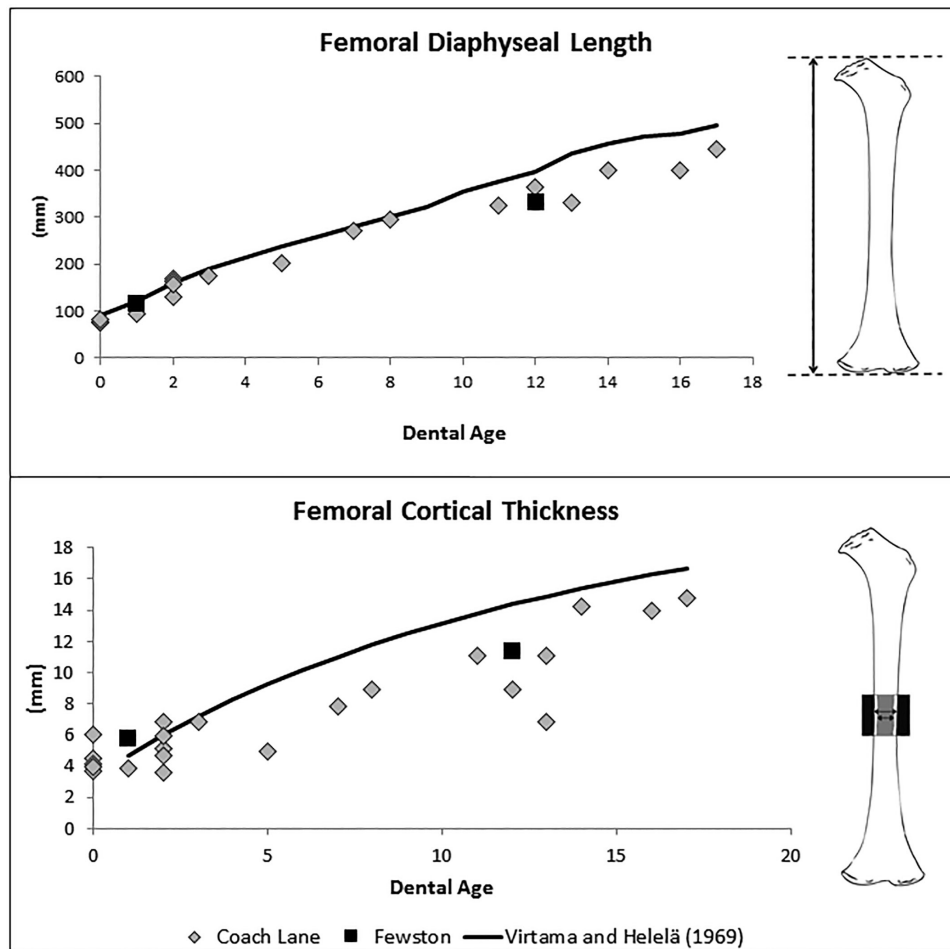 Femoral Diaphyseal Length
600
500
400
300
200
100
0
(mm)
0 2 4 6 8 10 12 14 16 18
Dental Age
Femoral Cortical Thickness
18
16
14
12
10
8
6
4
2
0
(mm)
0 5 10 15 20
Dental Age
Coach Lane Fewston Virtama and Helelä (1969)